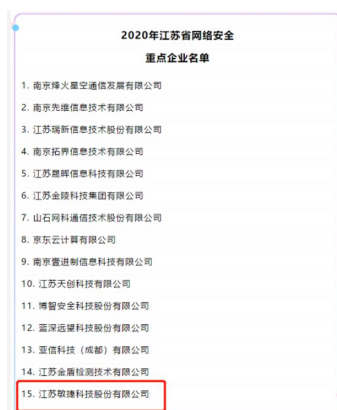 2020年江苏省网络安全
重点企业名单
1. 南京烽火星空通信发展有限公司
2. 南京先维信息技术有限公司
3. 江苏瑞新信息技术股份有限公司
4. 南京拓界信息技术有限公司
5. 江苏晟晖信息科技有限公司
6. 江苏金陵科技集团有限公司
7. 山石网科通信技术股份有限公司
8. 京东云计算有限公司
9. 南京壹进制信息科技有限公司
10. 江苏天创科技有限公司
11. 博智安全科技股份有限公司
12. 蓝深远望科技股份有限公司
13. 亚信科技（成都）有限公司
14. 江苏金盾检测技术有限公司
15. 江苏敏捷科技股份有限公司